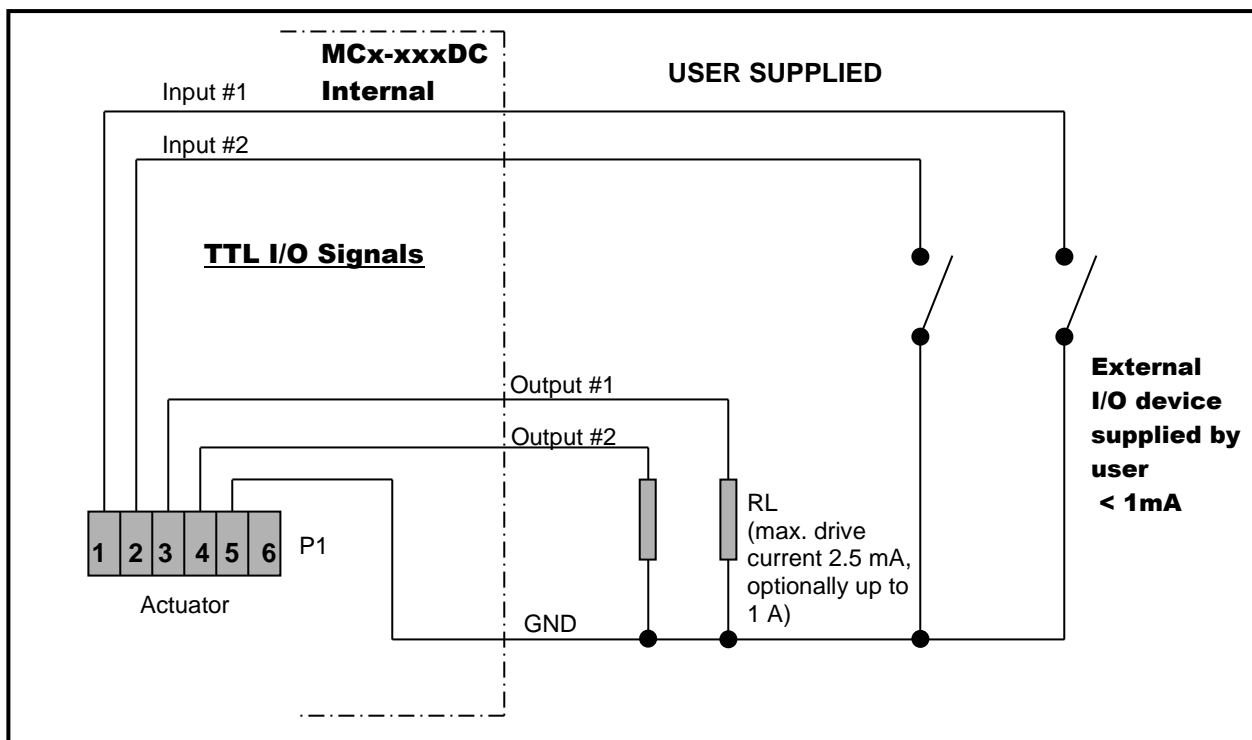 MCx-xxxDC
Internal
USER SUPPLIED
Input #1
Input #2
TTL I/O Signals
Output #1
Output #2
External
I/O device
supplied by
user
< 1mA
RL
(max. drive
current 2.5 mA,
optionally up to
1 A)
1 2 3 4 5 6
P1
Actuator
GND